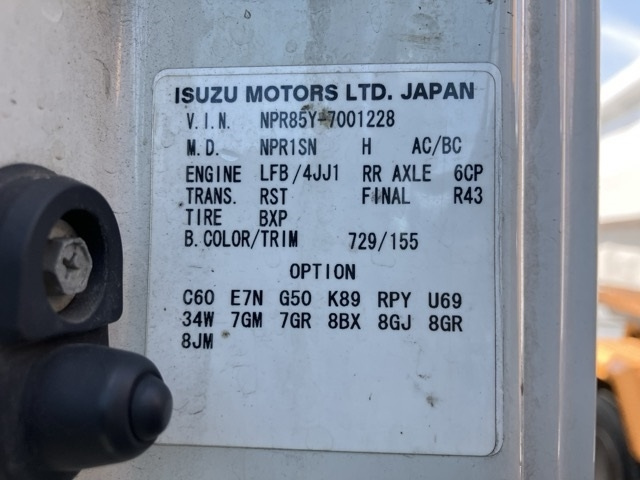 ISUZU MOTORS LTD. JAPAN
V.I.N. NPR85Y-7001228
M.D. NPR1SN H AC/BC
ENGINE LFB/4JJ1 RR AXLE 6CP
TRANS. RST FINAL R43
TIRE BXP
B.COLOR/TRIM 729/155
OPTION
C60 E7N G50 K89 RPY U69
34W 7GM 7GR 8BX 8GJ 8GR
8JM